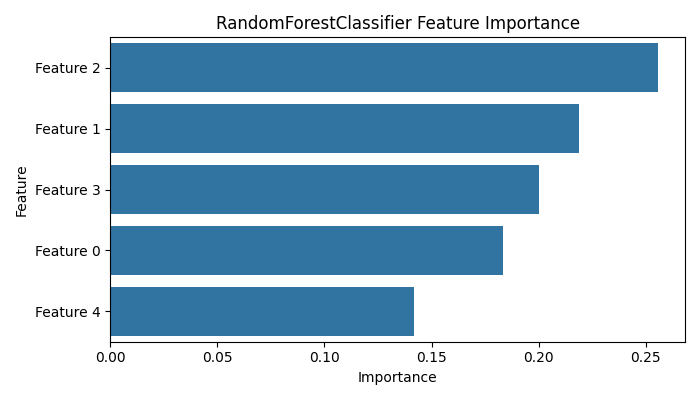 RandomForestClassifier Feature Importance
Feature
Feature 2
Feature 1
Feature 3
Feature 0
Feature 4
0.00 0.05 0.10 0.15 0.20 0.25
Importance